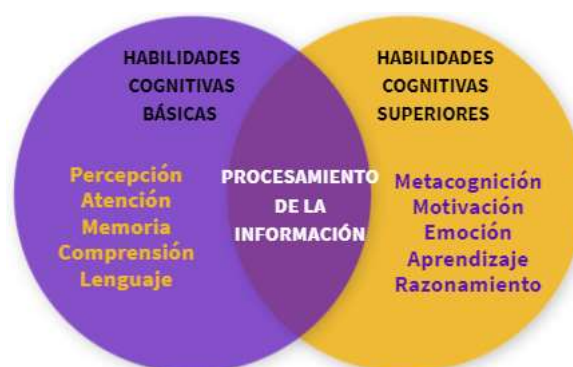 HABILIDADES
COGNITIVAS
BÁSICAS
HABILIDADES
COGNITIVAS
SUPERIORES
Percepción
Atención
Memoria
Comprensión
Lenguaje
PROCESAMIENTO
DE LA
INFORMACIÓN
Metacognición
Motivación
Emoción
Aprendizaje
Razonamiento